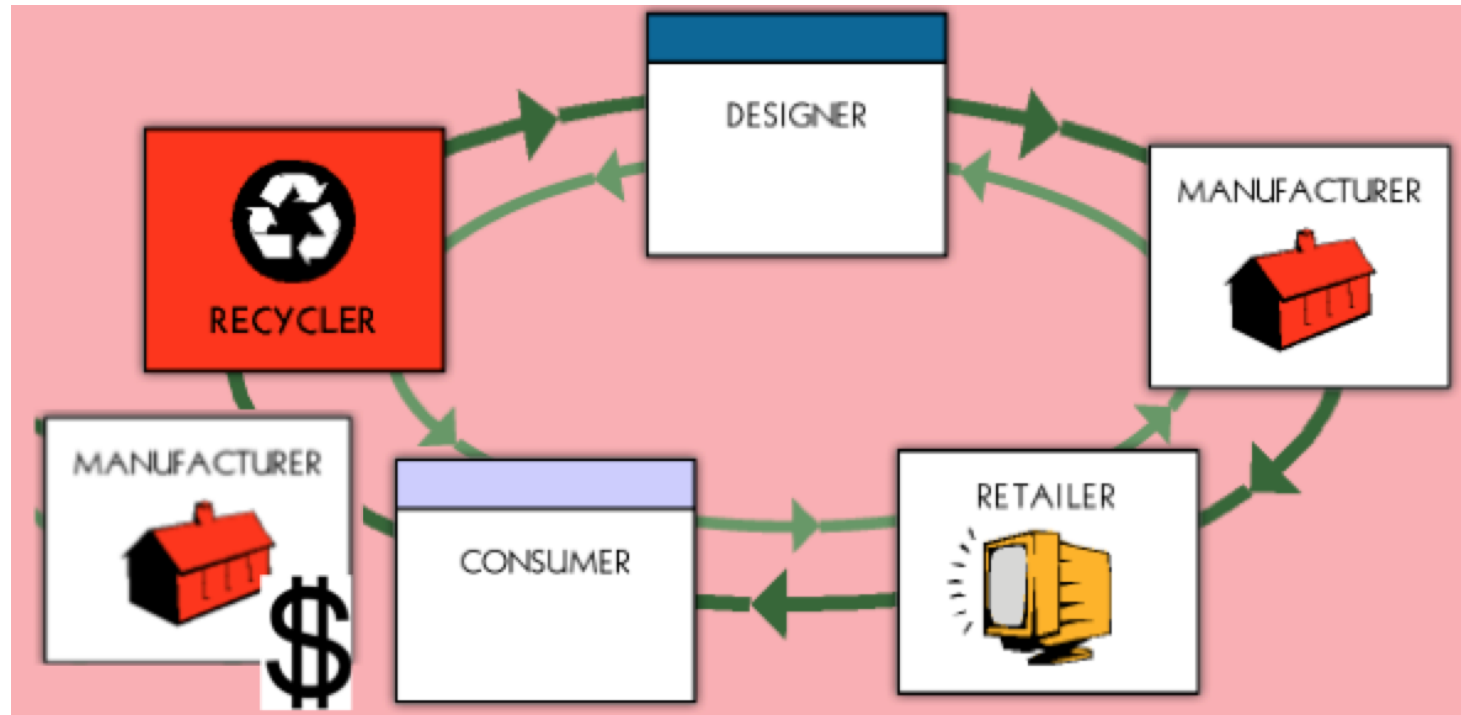 DESIGNER
MANUFACTURER
RECYCLER
MANUFACTURER
RETAILER
CONSUMER
$